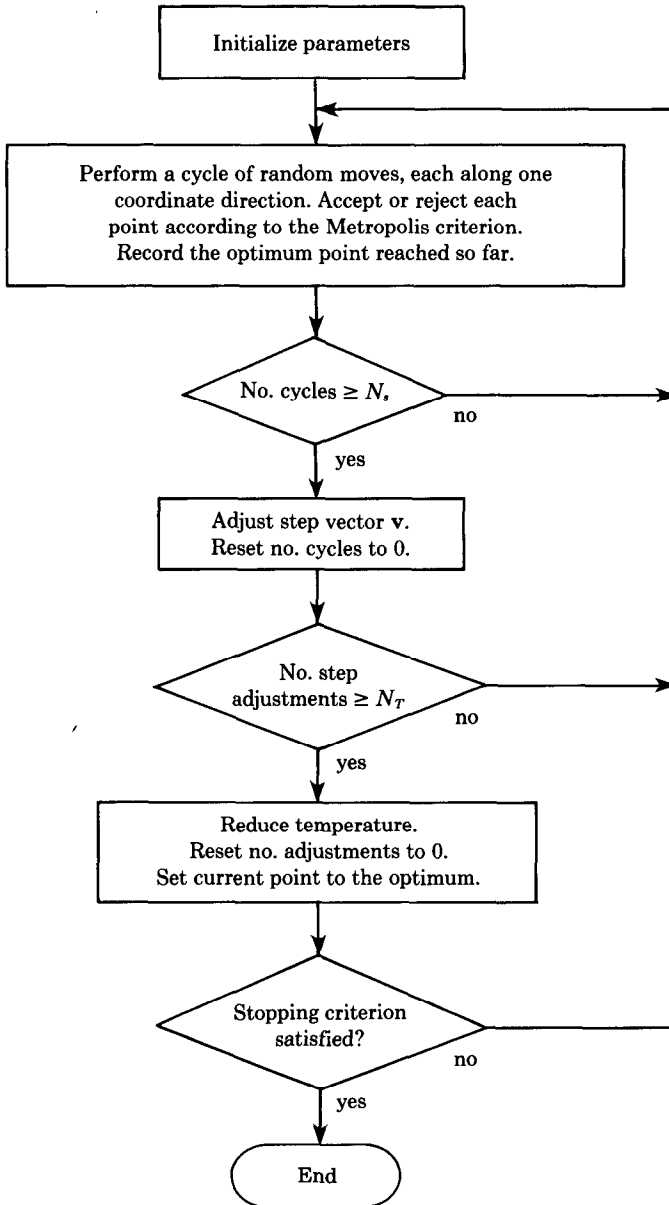 Initialize parameters
Perform a cycle of random moves, each along one
coordinate direction. Accept or reject each
point according to the Metropolis criterion.
Record the optimum point reached so far.
No. cycles ≥ Nₛ
no
yes
Adjust step vector v.
Reset no. cycles to 0.
No. step
adjustments ≥ N_T
no
yes
Reduce temperature.
Reset no. adjustments to 0.
Set current point to the optimum.
Stopping criterion
satisfied?
no
yes
End